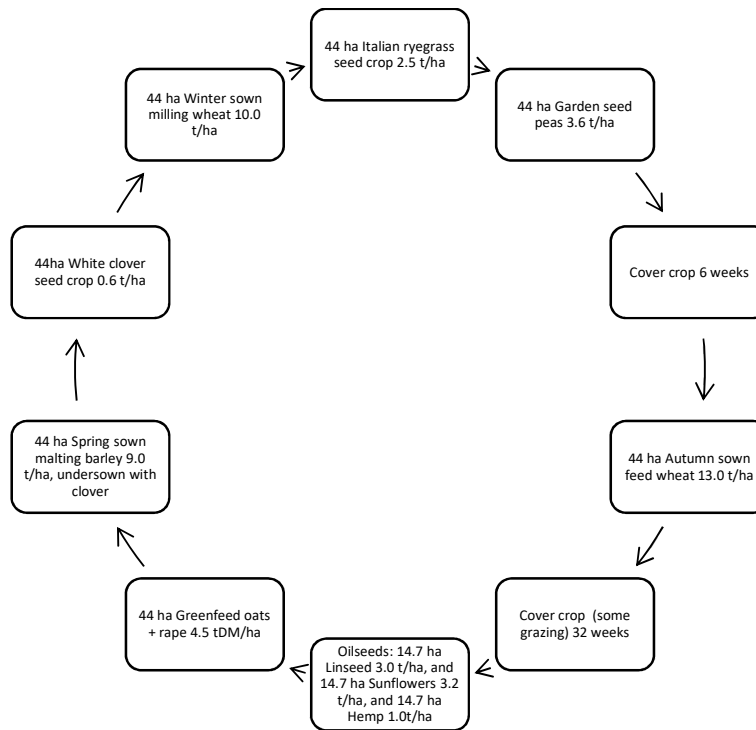 44 ha Italian ryegrass
seed crop 2.5 t/ha
44 ha Garden seed
peas 3.6 t/ha
Cover crop 6 weeks
44 ha Autumn sown
feed wheat 13.0 t/ha
Cover crop (some
grazing) 32 weeks
Oilseeds: 14.7 ha
Linseed 3.0 t/ha, and
14.7 ha Sunflowers 3.2
t/ha, and 14.7 ha
Hemp 1.0t/ha
44 ha Greenfeed oats
+ rape 4.5 tDM/ha
44 ha Spring sown
malting barley 9.0
t/ha, undersown with
clover
44ha White clover
seed crop 0.6 t/ha
44 ha Winter sown
milling wheat 10.0
t/ha